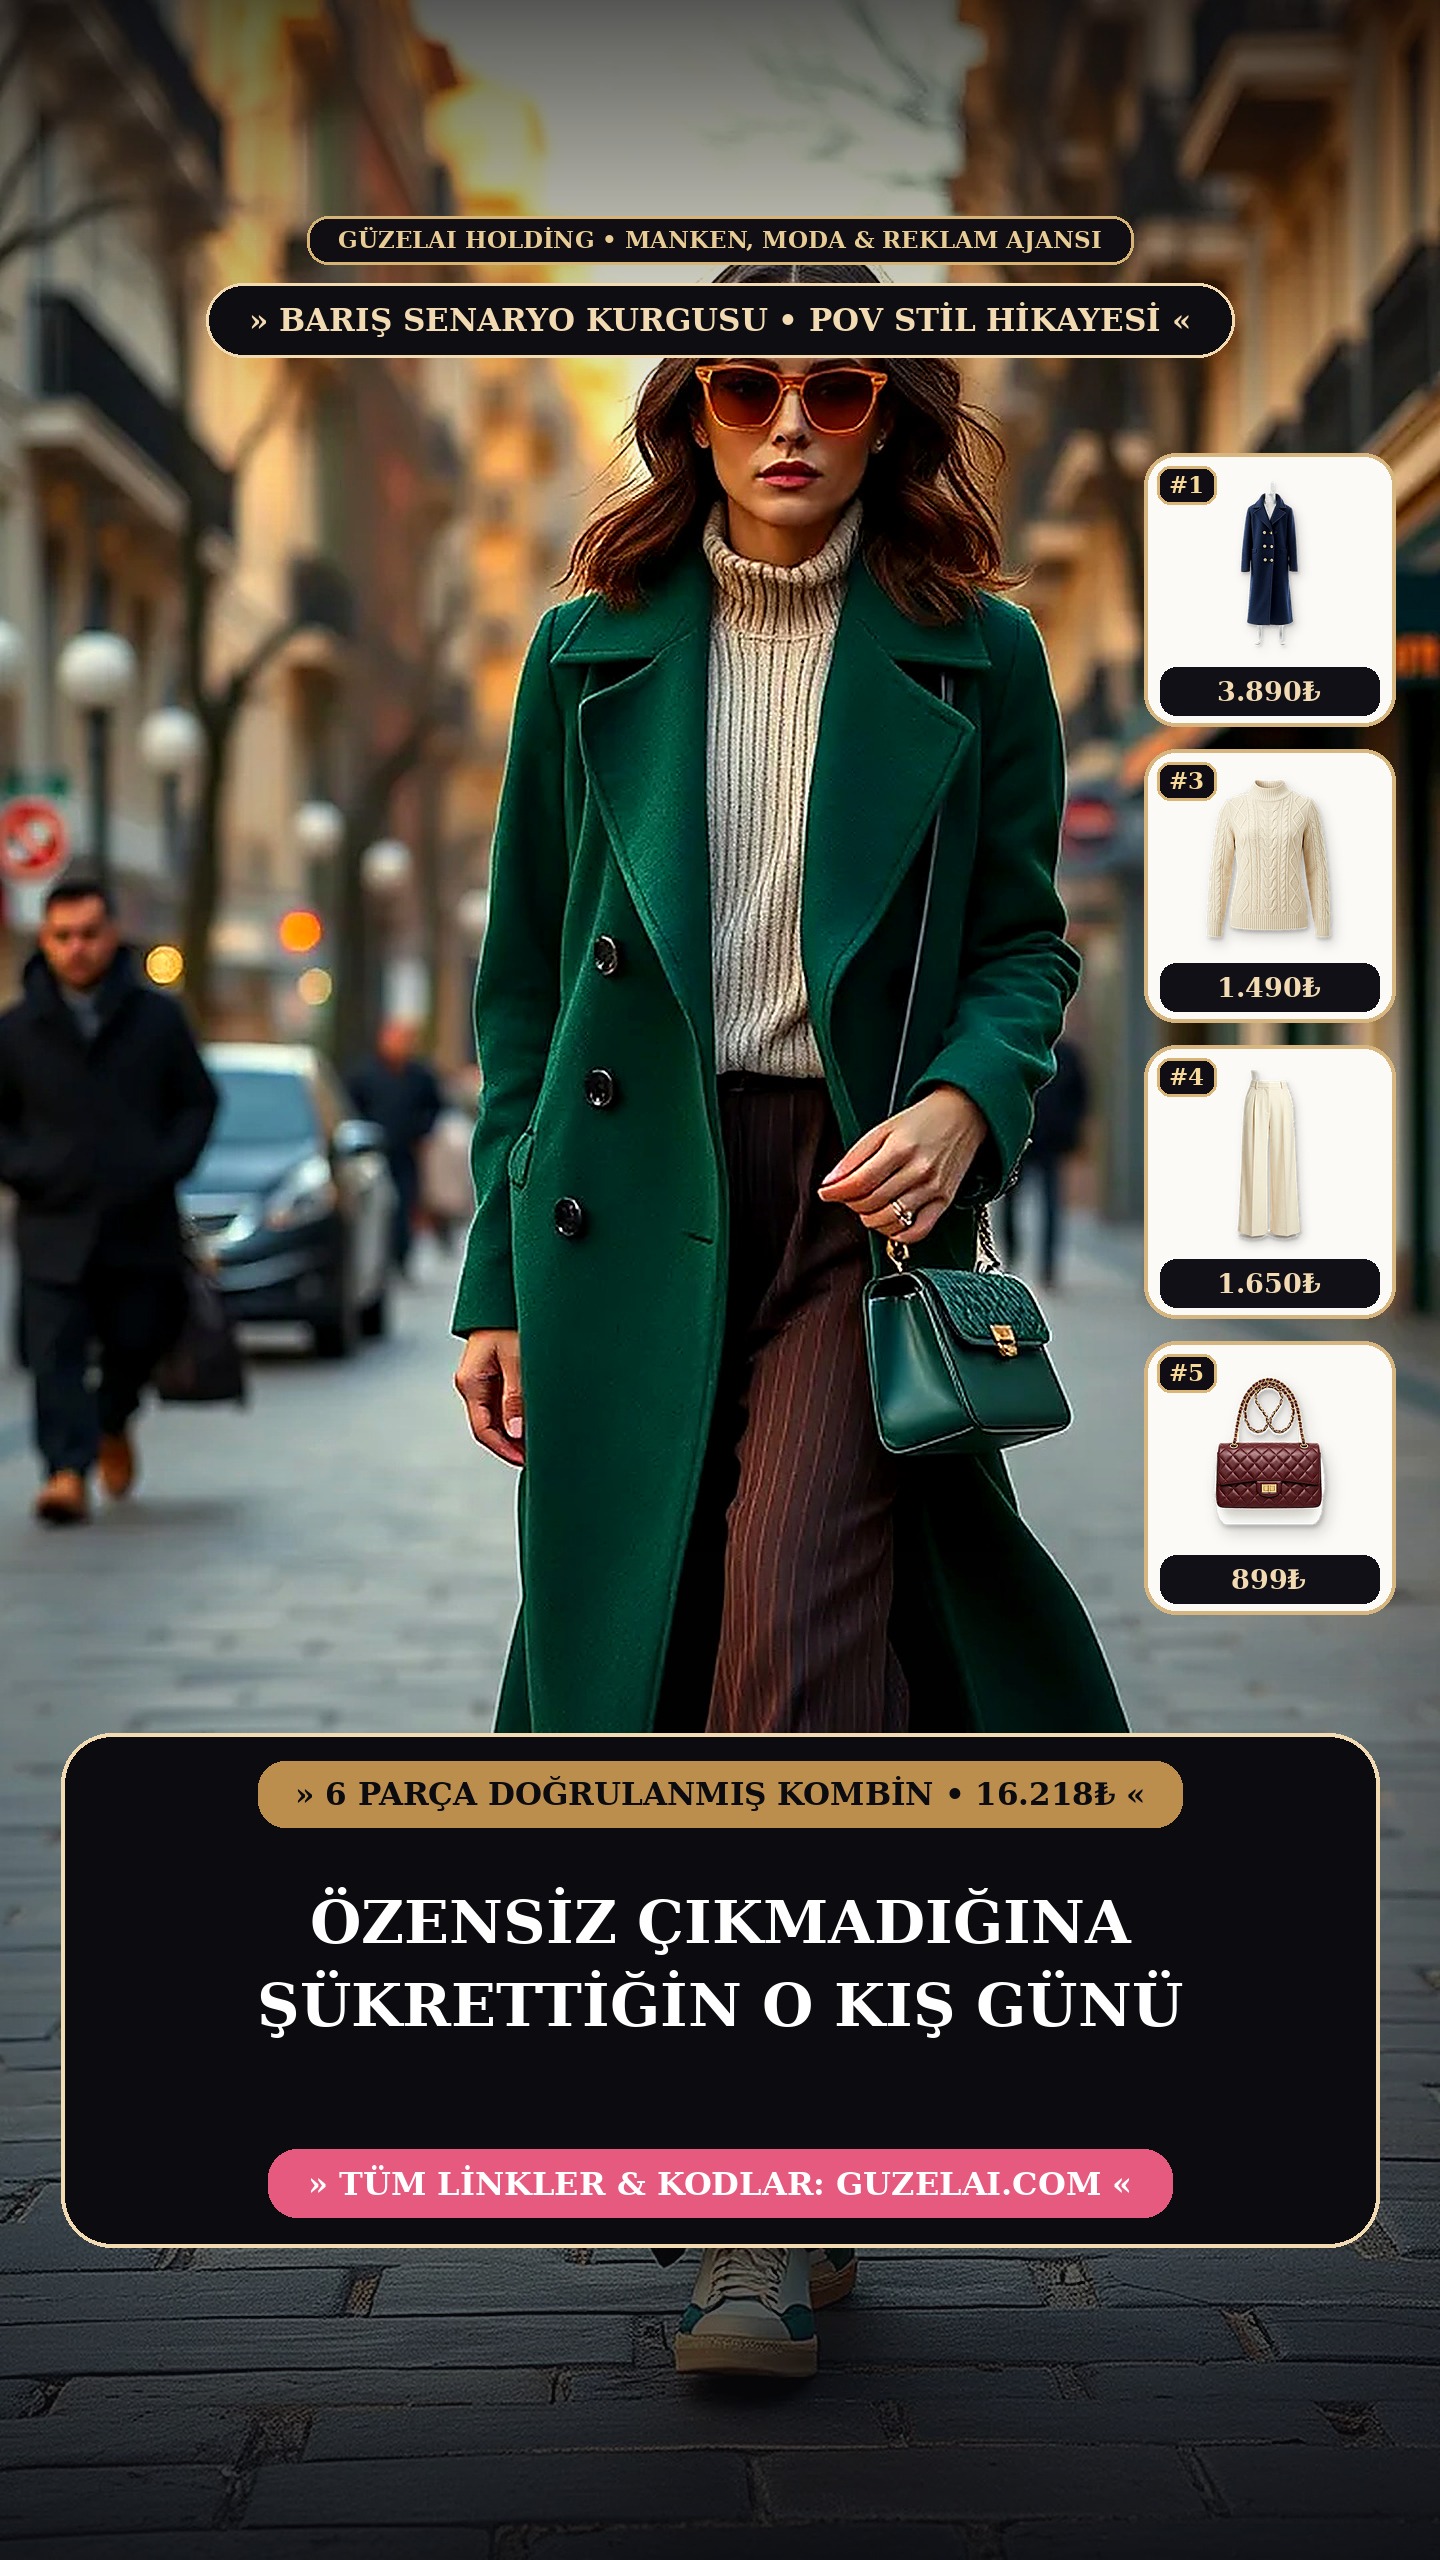 GÜZELAI HOLDİNG • MANKEN, MODA & REKLAM AJANSI
» BARIŞ SENARYO KURGUSU • POV STİL HİKAYESİ «
#1
3.890₺
#3
1.490₺
#4
1.650₺
#5
899₺
» 6 PARÇA DOĞRULANMIŞ KOMBİN • 16.218₺ «
ÖZENSİZ ÇIKMADIĞINA
ŞÜKRETTİĞİN O KIŞ GÜNÜ
» TÜM LİNKLER & KODLAR: GUZELAI.COM «